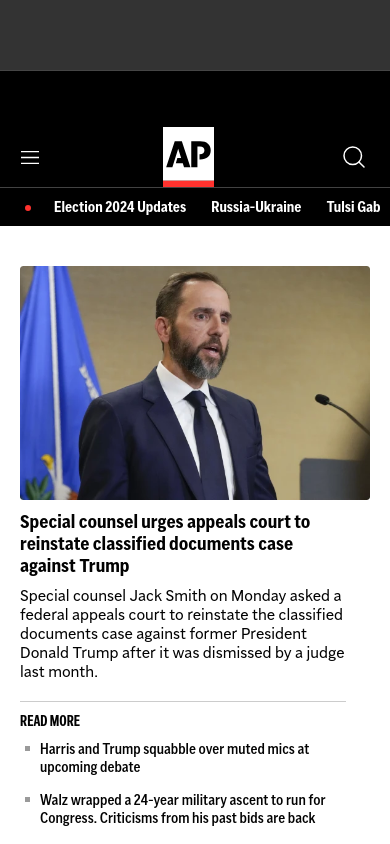 AP
Election 2024 Updates Russia-Ukraine Tulsi Gab
Special counsel urges appeals court to
reinstate classified documents case
against Trump
Special counsel Jack Smith on Monday asked a
federal appeals court to reinstate the classified
documents case against former President
Donald Trump after it was dismissed by a judge
last month.
READ MORE
Harris and Trump squabble over muted mics at
upcoming debate
Walz wrapped a 24-year military ascent to run for
Congress. Criticisms from his past bids are back